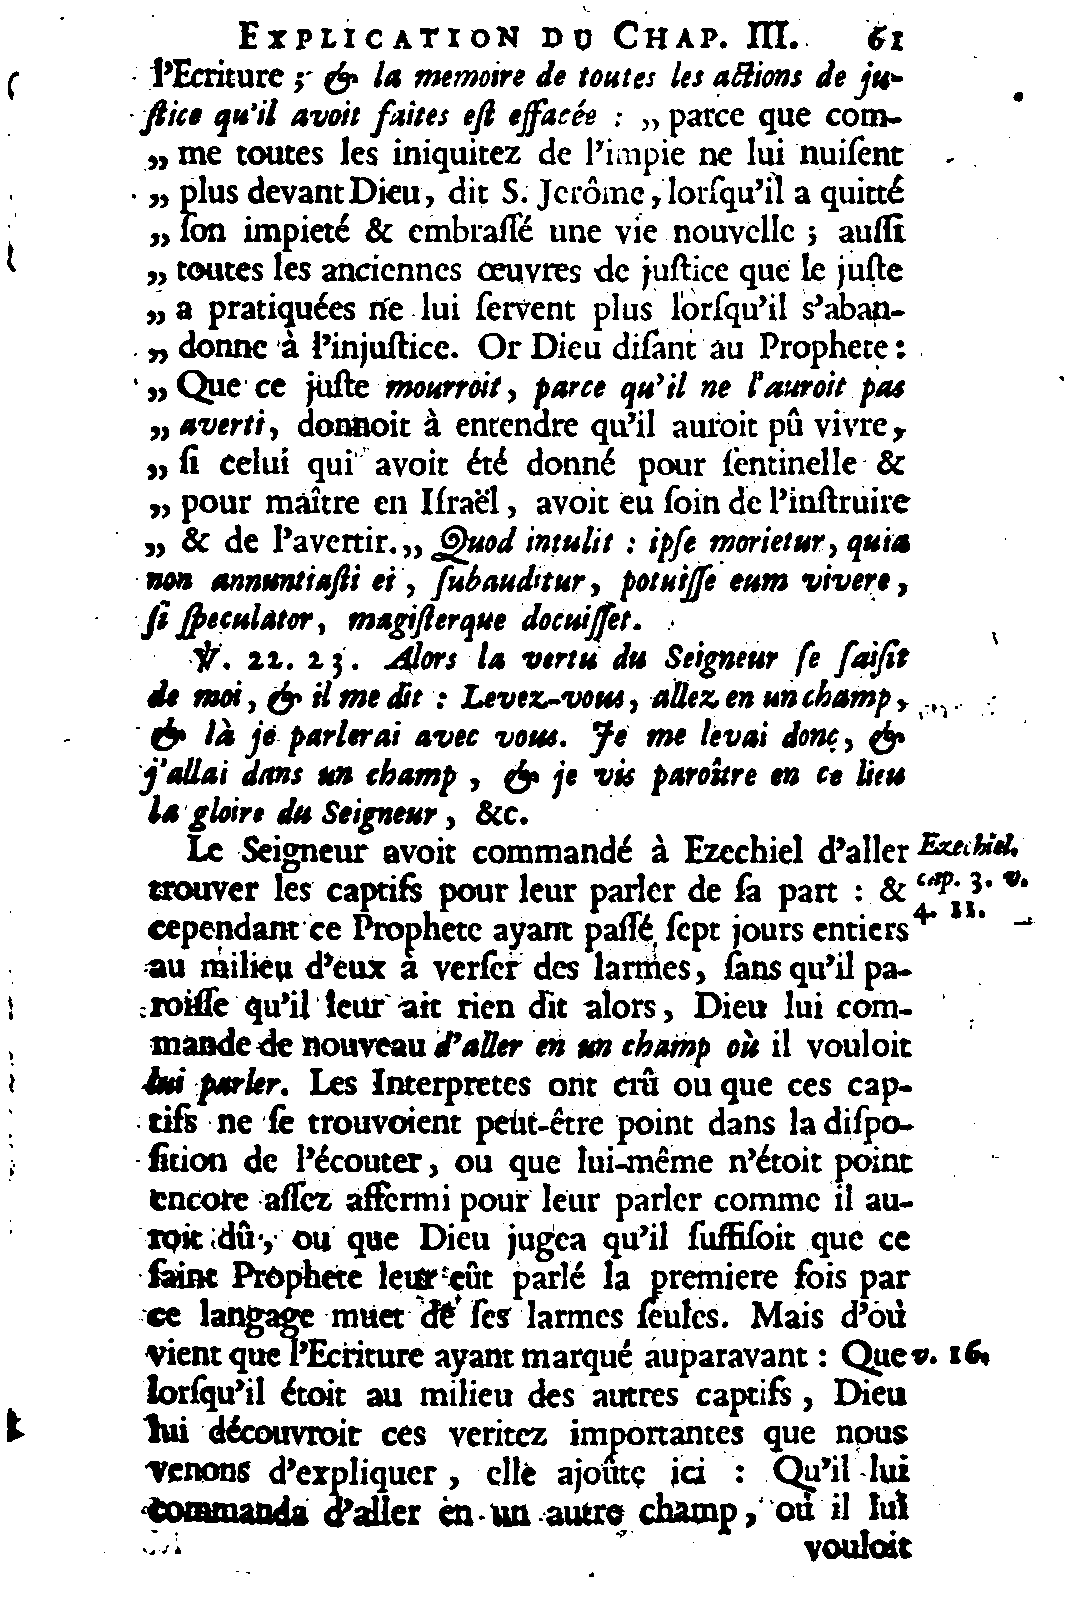 EXPLICATION DU CHAP. III. 61
l'Ecriture ; & la memoire de toutes les actions de ju-
ſtice qu'il avoit faites eſt effacée : ,, parce que com-
,, me toutes les iniquitez de l'impie ne lui nuiſent
,, plus devant Dieu, dit S. Jerôme, lorſqu'il a quitté
,, ſon impieté & embraſſé une vie nouvelle ; auſſi
,, toutes les anciennes œuvres de juſtice que le juſte
,, a pratiquées ne lui ſervent plus lorſqu'il s'aban-
,, donne à l'injuſtice. Or Dieu diſant au Prophete :
,, Que ce juſte mourroit, parce qu'il ne l'auroit pas
,, averti, donnoit à entendre qu'il auroit pû vivre,
,, ſi celui qui avoit été donné pour ſentinelle &
,, pour maître en Iſraël, avoit eu ſoin de l'inſtruire
,, & de l'avertir. ,, Quod intulit : ipſe morietur, quia
non annuntiaſti ei, ſubauditur, potuiſſe eum vivere,
ſi ſpeculator, magiſterque docuiſſet.
℣. 22. 23. Alors la vertu du Seigneur ſe ſaiſit
de moi, & il me dit : Levez-vous, allez en un champ,
& là je parlerai avec vous. Je me levai donc, &
j'allai dans un champ, & je vis paroître en ce lieu
la gloire du Seigneur, &c.
Le Seigneur avoit commandé à Ezechiel d'aller Ezechiel.
trouver les captifs pour leur parler de ſa part : & cap. 3. v.
cependant ce Prophete ayant paſſé ſept jours entiers 4. 11.
au milieu d'eux à verſer des larmes, ſans qu'il pa-
roiſſe qu'il leur ait rien dit alors, Dieu lui com-
mande de nouveau d'aller en un champ où il vouloit
lui parler. Les Interpretes ont crû ou que ces cap-
tifs ne ſe trouvoient peut-être point dans la diſpo-
ſition de l'écouter, ou que lui-même n'étoit point
encore aſſez affermi pour leur parler comme il au-
roit dû, ou que Dieu jugea qu'il ſuffiſoit que ce
ſaint Prophete leur eût parlé la premiere fois par
ce langage muet de ſes larmes ſeules. Mais d'où
vient que l'Ecriture ayant marqué auparavant : Que v. 16.
lorſqu'il étoit au milieu des autres captifs, Dieu
lui découvroit ces veritez importantes que nous
venons d'expliquer, elle ajoûte ici : Qu'il lui
commanda d'aller en un autre champ, où il lui
vouloit